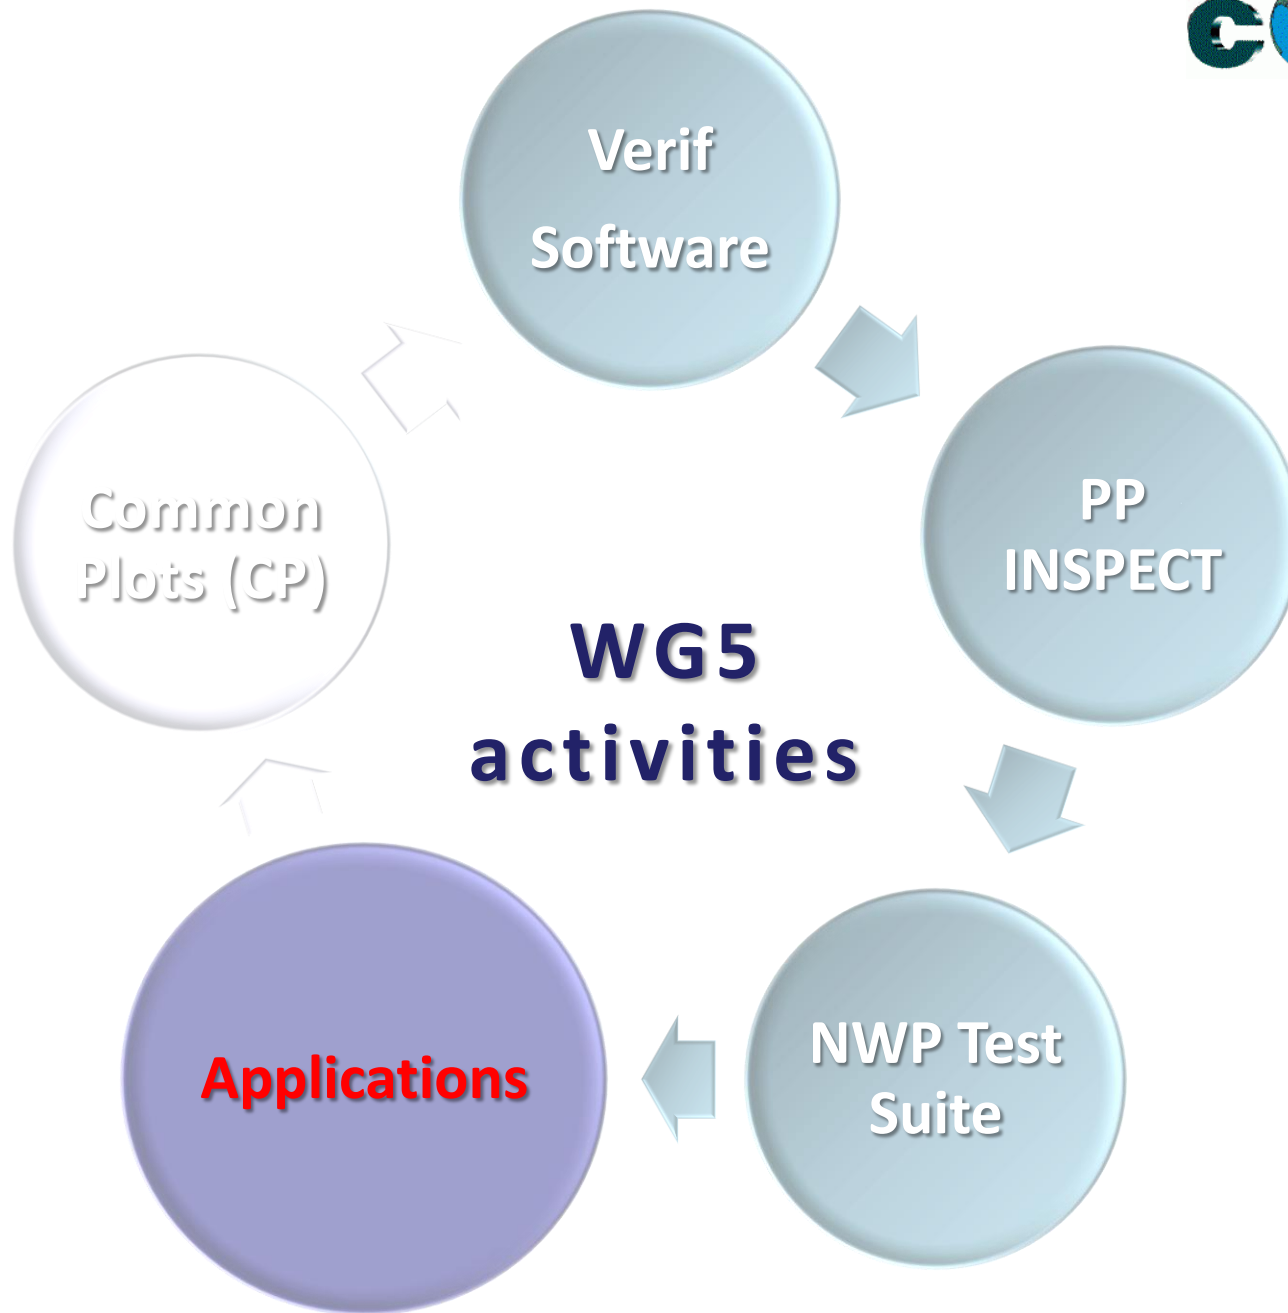 Verif
Software
PP
INSPECT
Common
Plots (CP)
WG5
activities
NWP Test
Suite
Applications